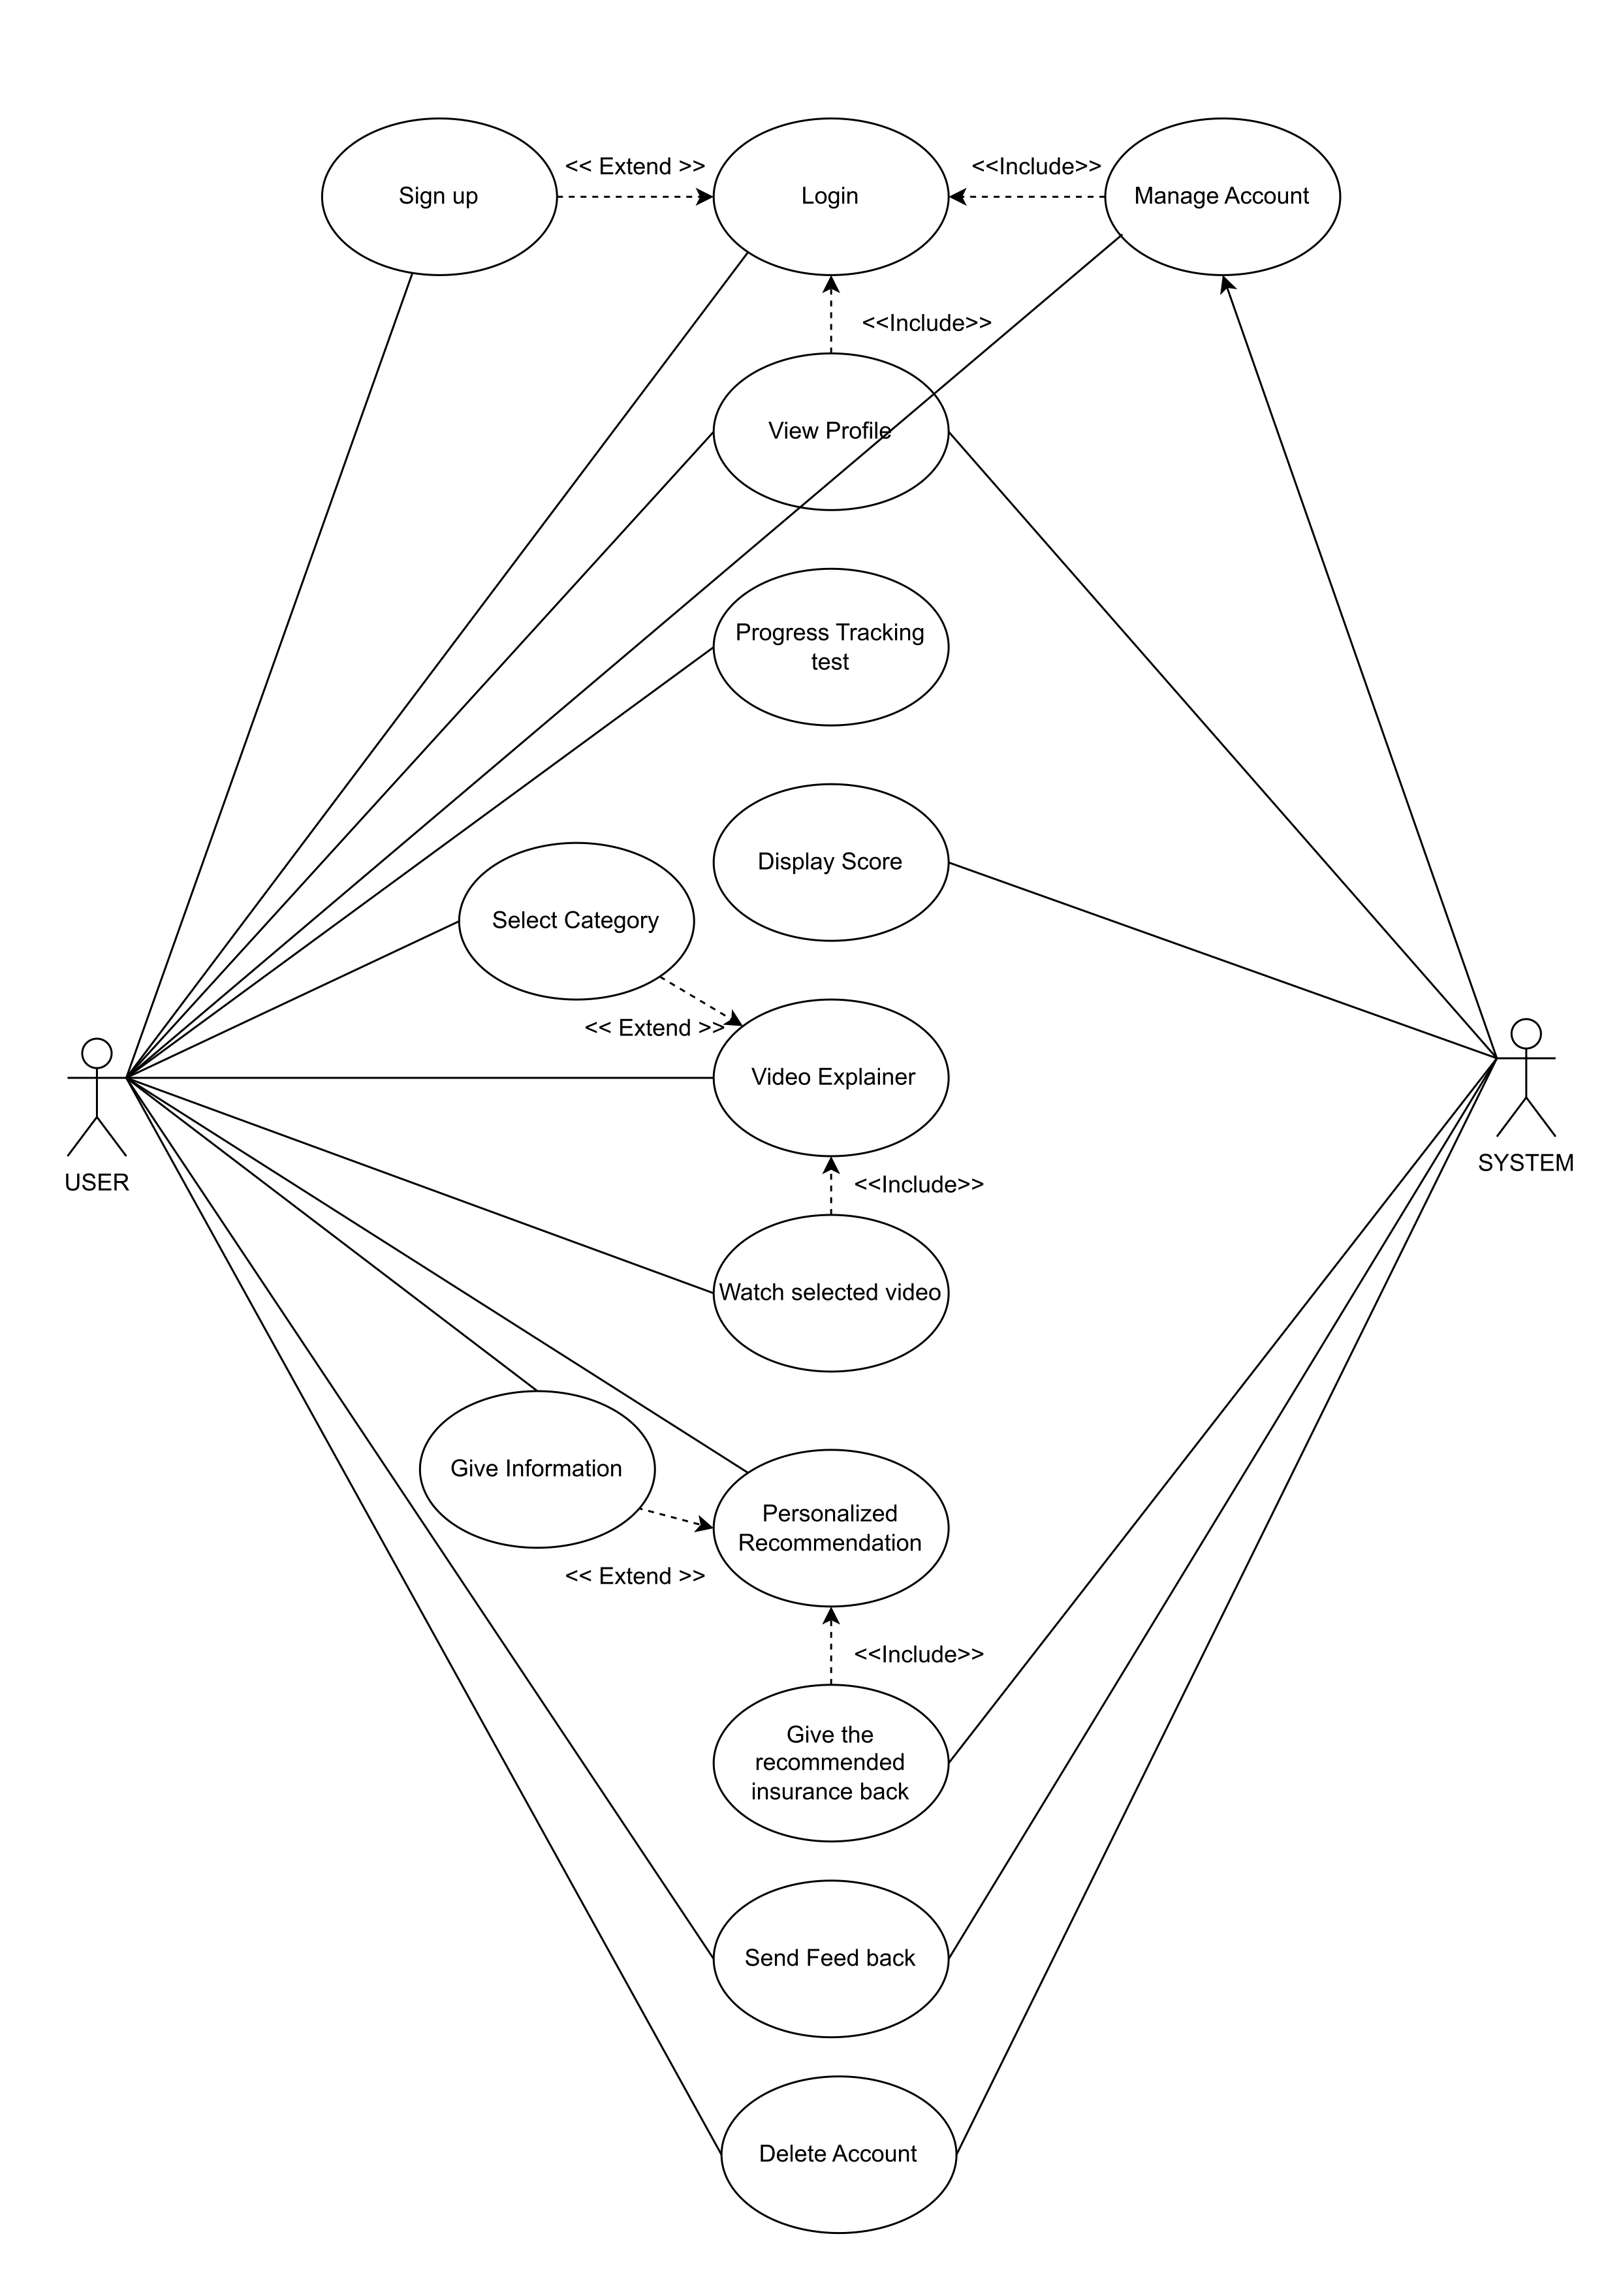 Sign up
<< Extend >>
Login
<<Include>>
Manage Account
<<Include>>
View Profile
Progress Tracking
test
Display Score
Select Category
<< Extend >>
Video Explainer
USER
SYSTEM
<<Include>>
Watch selected video
Give Information
Personalized
Recommendation
<< Extend >>
<<Include>>
Give the
recommended
insurance back
Send Feed back
Delete Account